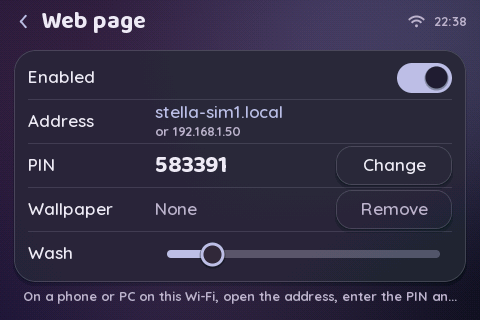 Web page
22:38
Enabled
Address
stella-sim1.local
or 192.168.1.50
PIN
583391
Change
Wallpaper
None
Remove
Wash
On a phone or PC on this Wi-Fi, open the address, enter the PIN an...